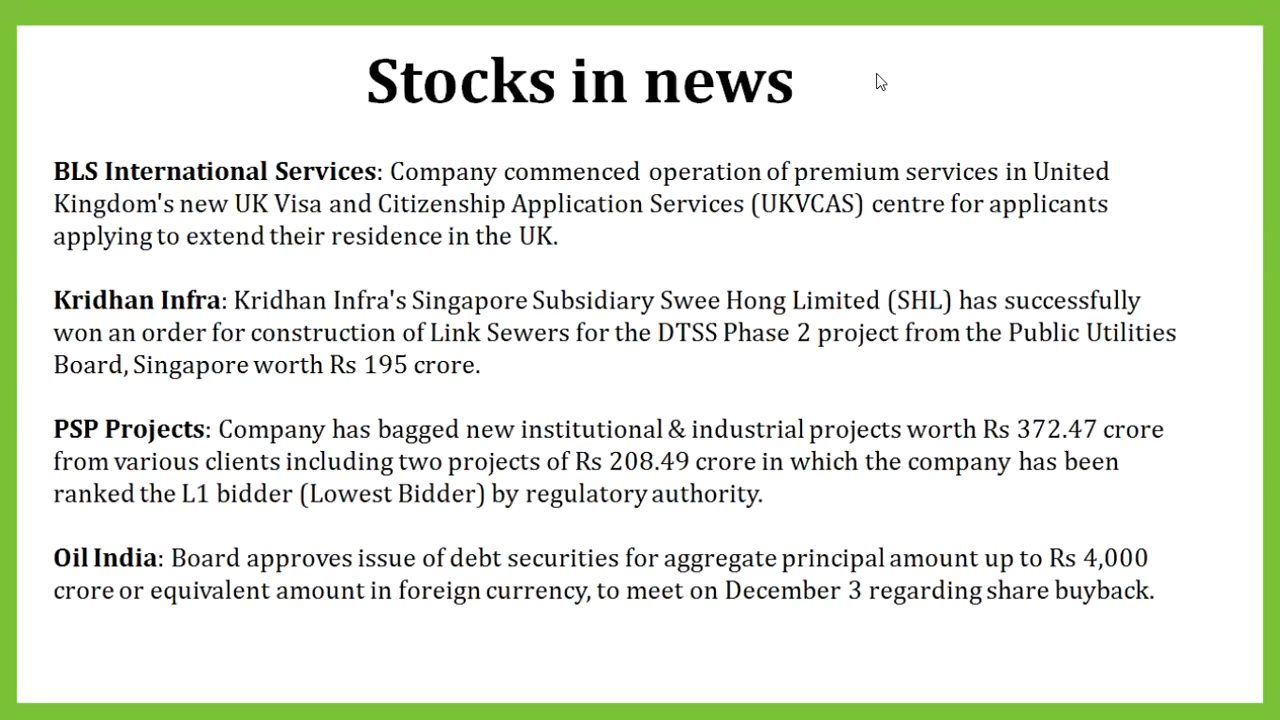 Stocks in news
BLS International Services: Company commenced operation of premium services in United
Kingdom's new UK Visa and Citizenship Application Services (UKVCAS) centre for applicants
applying to extend their residence in the UK.
Kridhan Infra: Kridhan Infra's Singapore Subsidiary Swee Hong Limited (SHL) has successfully
won an order for construction of Link Sewers for the DTSS Phase 2 project from the Public Utilities
Board, Singapore worth Rs 195 crore.
PSP Projects: Company has bagged new institutional & industrial projects worth Rs 372.47 crore
from various clients including two projects of Rs 208.49 crore in which the company has been
ranked the L1 bidder (Lowest Bidder) by regulatory authority.
Oil India: Board approves issue of debt securities for aggregate principal amount up to Rs 4,000
crore or equivalent amount in foreign currency, to meet on December 3 regarding share buyback.